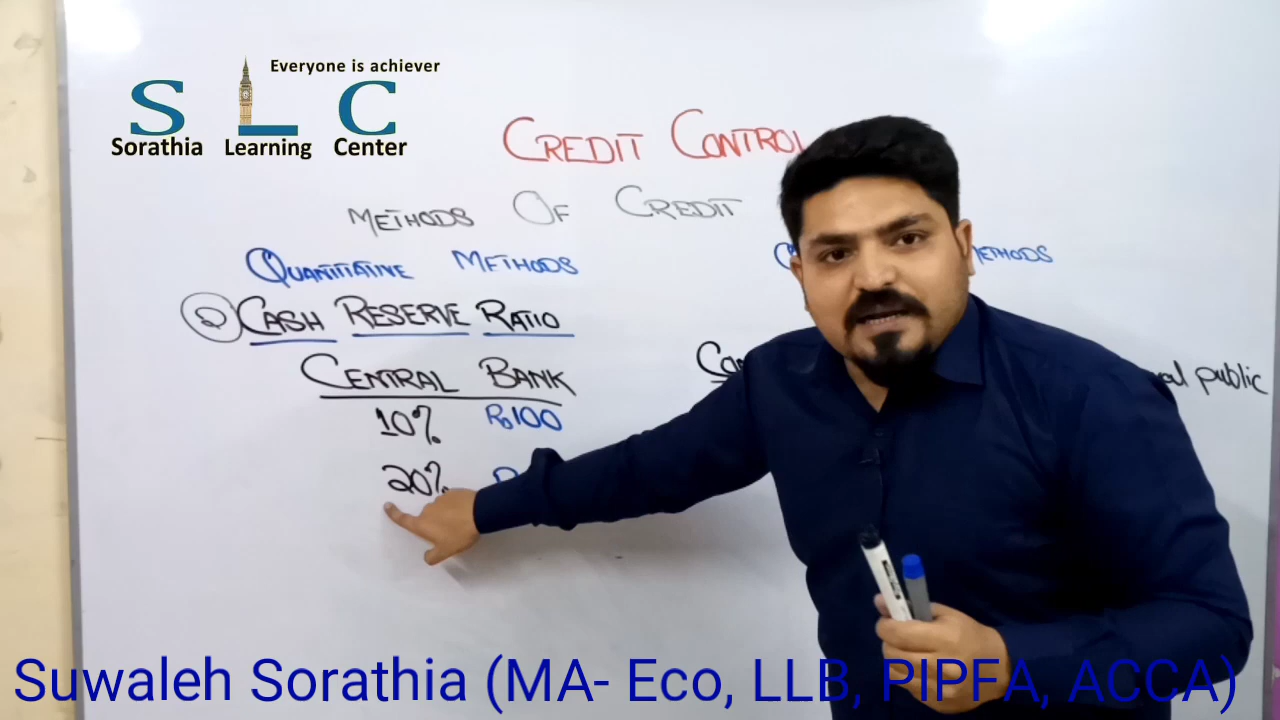 Everyone is achiever
S L C
Sorathia Learning Center
CREDIT CONTROL
METHODS OF CREDIT
QUANTITATIVE METHODS
METHODS
2 CASH RESERVE RATIO
CENTRAL BANK
public
10% Rs100
20%
Suwaleh Sorathia (MA- Eco, LLB, PIPFA, ACCA)